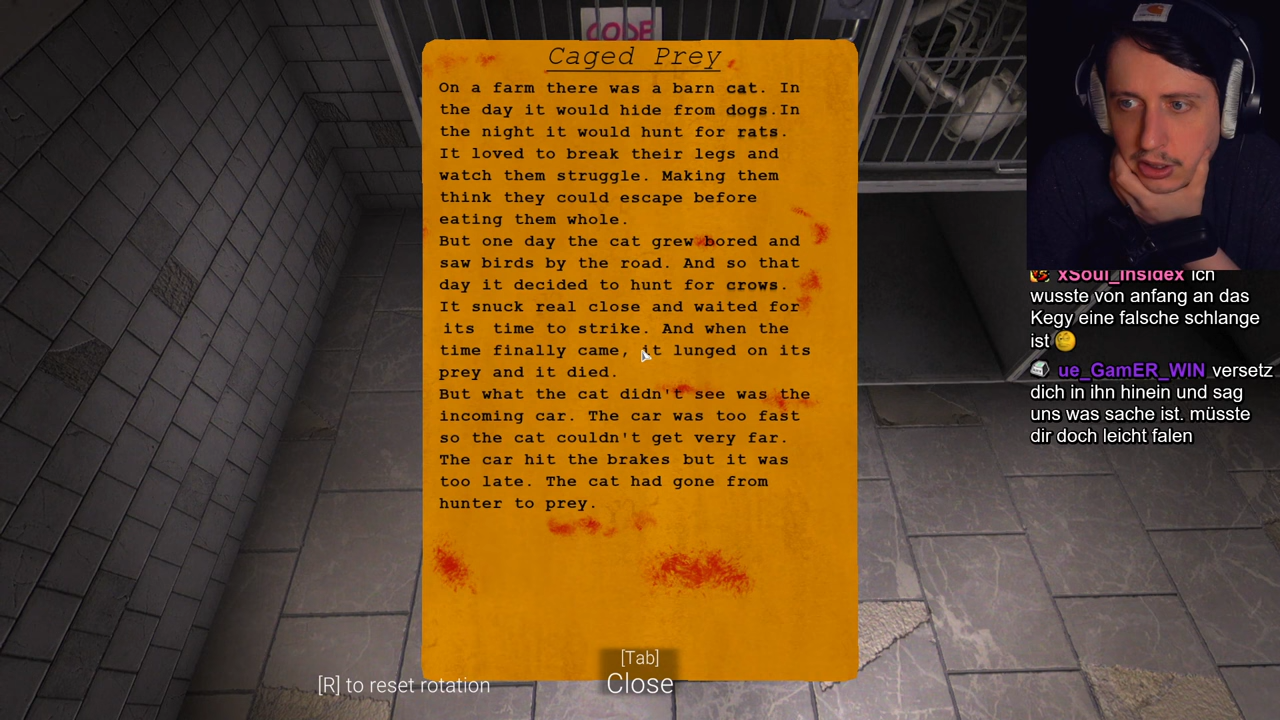 CODE
Caged Prey
On a farm there was a barn cat. In
the day it would hide from dogs.In
the night it would hunt for rats.
It loved to break their legs and
watch them struggle. Making them
think they could escape before
eating them whole.
But one day the cat grew bored and
saw birds by the road. And so that
day it decided to hunt for crows.
It snuck real close and waited for
its time to strike. And when the
time finally came, it lunged on its
prey and it died.
But what the cat didn't see was the
incoming car. The car was too fast
so the cat couldn't get very far.
The car hit the brakes but it was
too late. The cat had gone from
hunter to prey.
[Tab]
Close
[R] to reset rotation
xSoul_Insidex Ich
wusste von anfang an das
Kegy eine falsche schlange
ist
ue_GamER_WIN versetz
dich in ihn hinein und sag
uns was sache ist. müsste
dir doch leicht falen